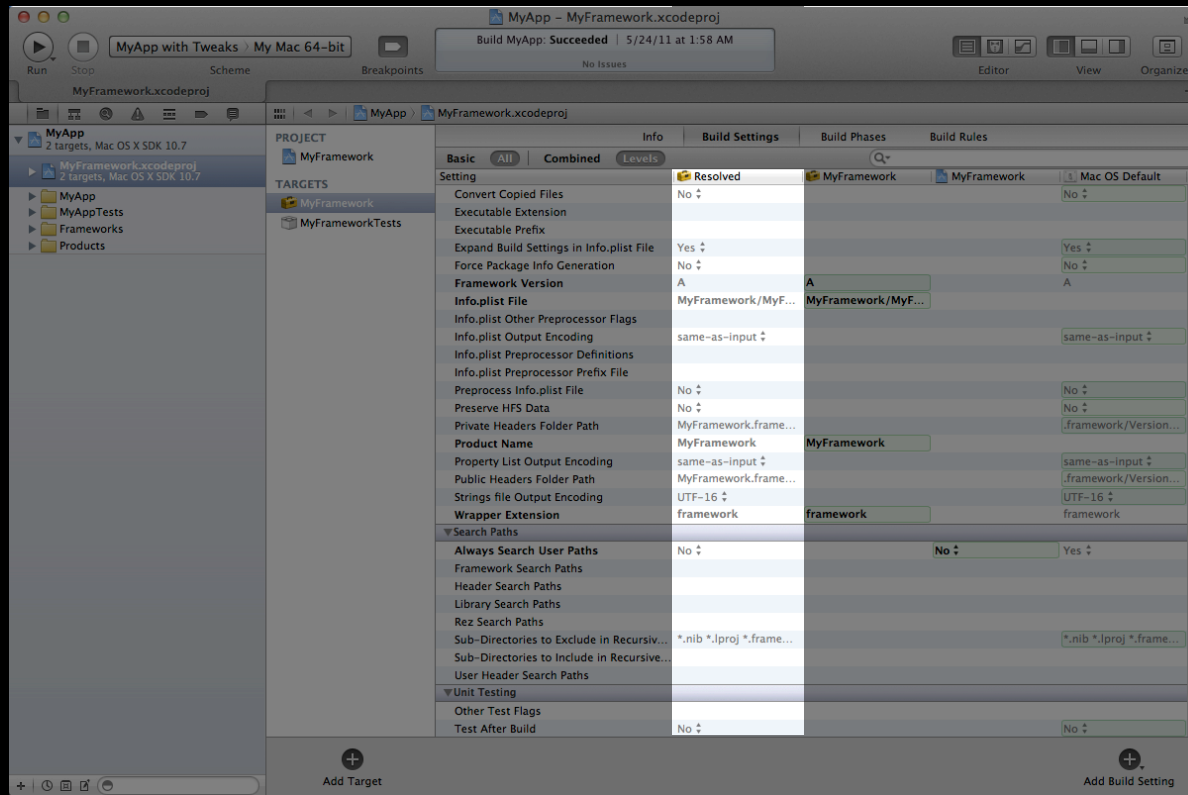 MyApp – MyFramework.xcodeproj
MyApp with Tweaks › My Mac 64-bit
Build MyApp: Succeeded | 5/24/11 at 1:58 AM
No Issues
Run Stop Scheme Breakpoints Editor View Organize
MyFramework.xcodeproj
MyApp › MyFramework.xcodeproj
MyApp
2 targets, Mac OS X SDK 10.7
MyFramework.xcodeproj
2 targets, Mac OS X SDK 10.7
MyApp
MyAppTests
Frameworks
Products
PROJECT
MyFramework
TARGETS
MyFramework
MyFrameworkTests
Info Build Settings Build Phases Build Rules
Basic All Combined Levels
Setting Resolved MyFramework MyFramework Mac OS Default
Convert Copied Files No No
Executable Extension
Executable Prefix
Expand Build Settings in Info.plist File Yes Yes
Force Package Info Generation No No
Framework Version A A A
Info.plist File MyFramework/MyF... MyFramework/MyF...
Info.plist Other Preprocessor Flags
Info.plist Output Encoding same-as-input same-as-input
Info.plist Preprocessor Definitions
Info.plist Preprocessor Prefix File
Preprocess Info.plist File No No
Preserve HFS Data No No
Private Headers Folder Path MyFramework.frame... .framework/Version...
Product Name MyFramework MyFramework
Property List Output Encoding same-as-input same-as-input
Public Headers Folder Path MyFramework.frame... .framework/Version...
Strings file Output Encoding UTF-16 UTF-16
Wrapper Extension framework framework framework
Search Paths
Always Search User Paths No No Yes
Framework Search Paths
Header Search Paths
Library Search Paths
Rez Search Paths
Sub-Directories to Exclude in Recursiv... *.nib *.lproj *.frame... *.nib *.lproj *.frame...
Sub-Directories to Include in Recursive...
User Header Search Paths
Unit Testing
Other Test Flags
Test After Build No No
Add Target Add Build Setting